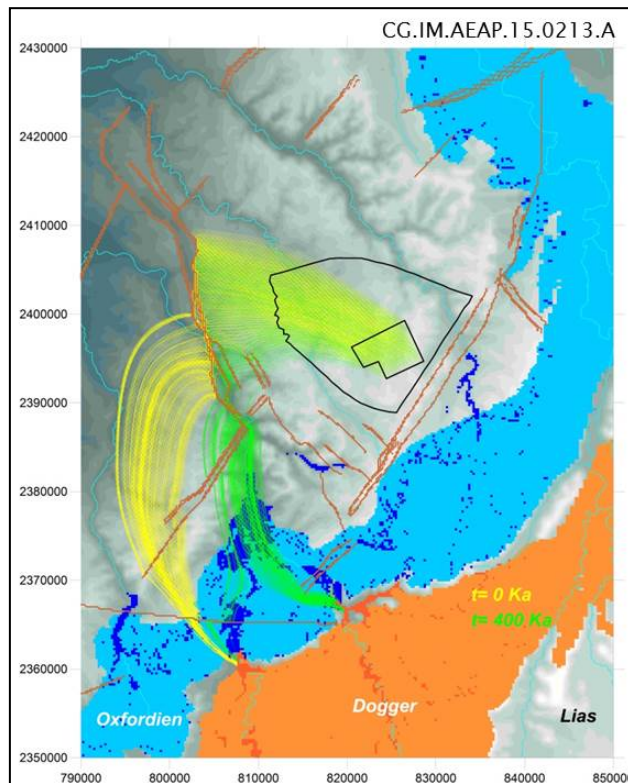 CG.IM.AEAP.15.0213.A
2430000
2420000
2410000
2400000
2390000
2380000
2370000
2360000
2350000
t= 0 Ka
t= 400 Ka
Oxfordien
Dogger
Lias
790000 800000 810000 820000 830000 840000 850000